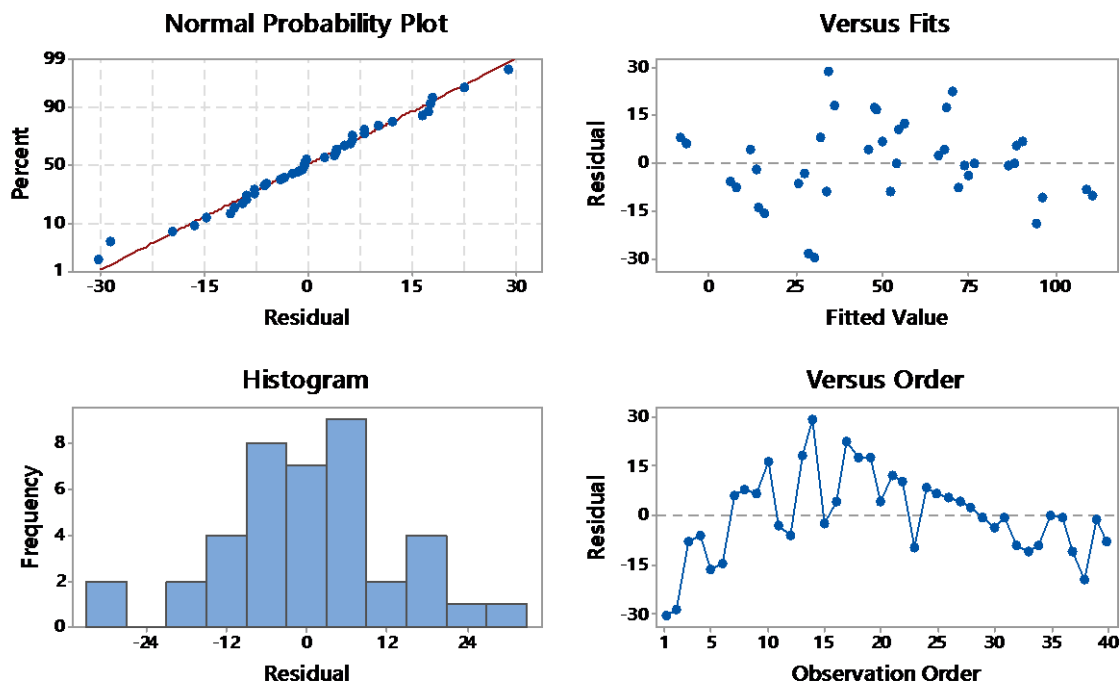 Normal Probability Plot
Percent
99
90
50
10
1
-30 -15 0 15 30
Residual
Versus Fits
Residual
30
15
0
-15
-30
0 25 50 75 100
Fitted Value
Histogram
Frequency
8
6
4
2
0
-24 -12 0 12 24
Residual
Versus Order
Residual
30
15
0
-15
-30
1 5 10 15 20 25 30 35 40
Observation Order